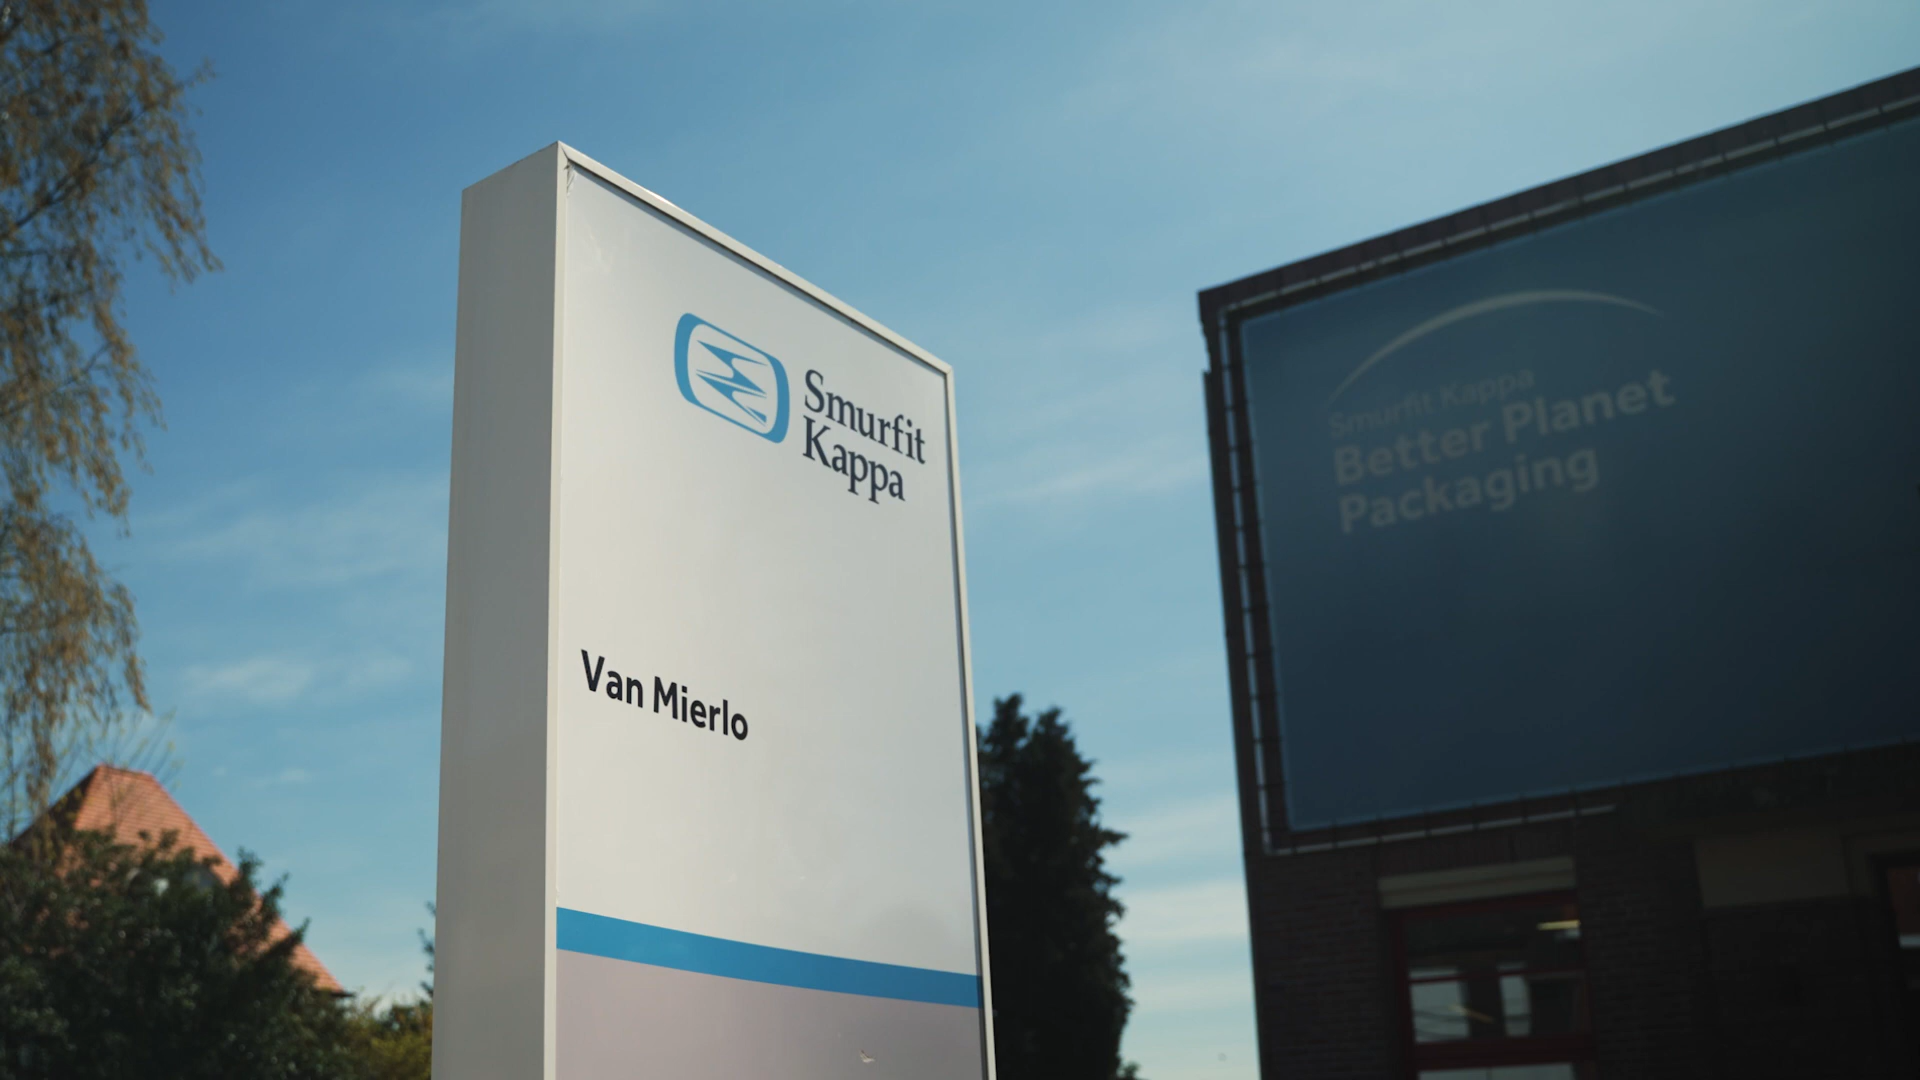 Smurfit
Kappa
Van Mierlo
Smurfit Kappa
Better Planet
Packaging